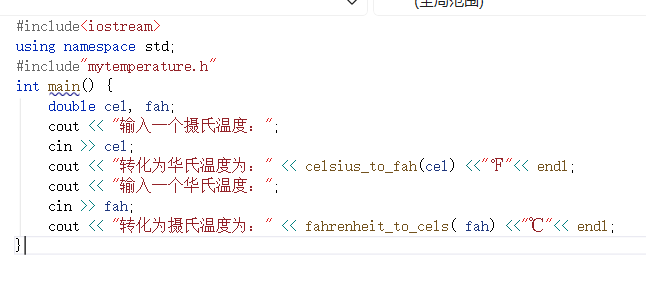 (全局范围)
#include<iostream>
using namespace std;
#include"mytemperature.h"
int main() {
    double cel, fah;
    cout << "输入一个摄氏温度：";
    cin >> cel;
    cout << "转化为华氏温度为：" << celsius_to_fah(cel) <<"℉"<< endl;
    cout << "输入一个华氏温度：";
    cin >> fah;
    cout << "转化为摄氏温度为：" << fahrenheit_to_cels( fah) <<"℃"<< endl;
}